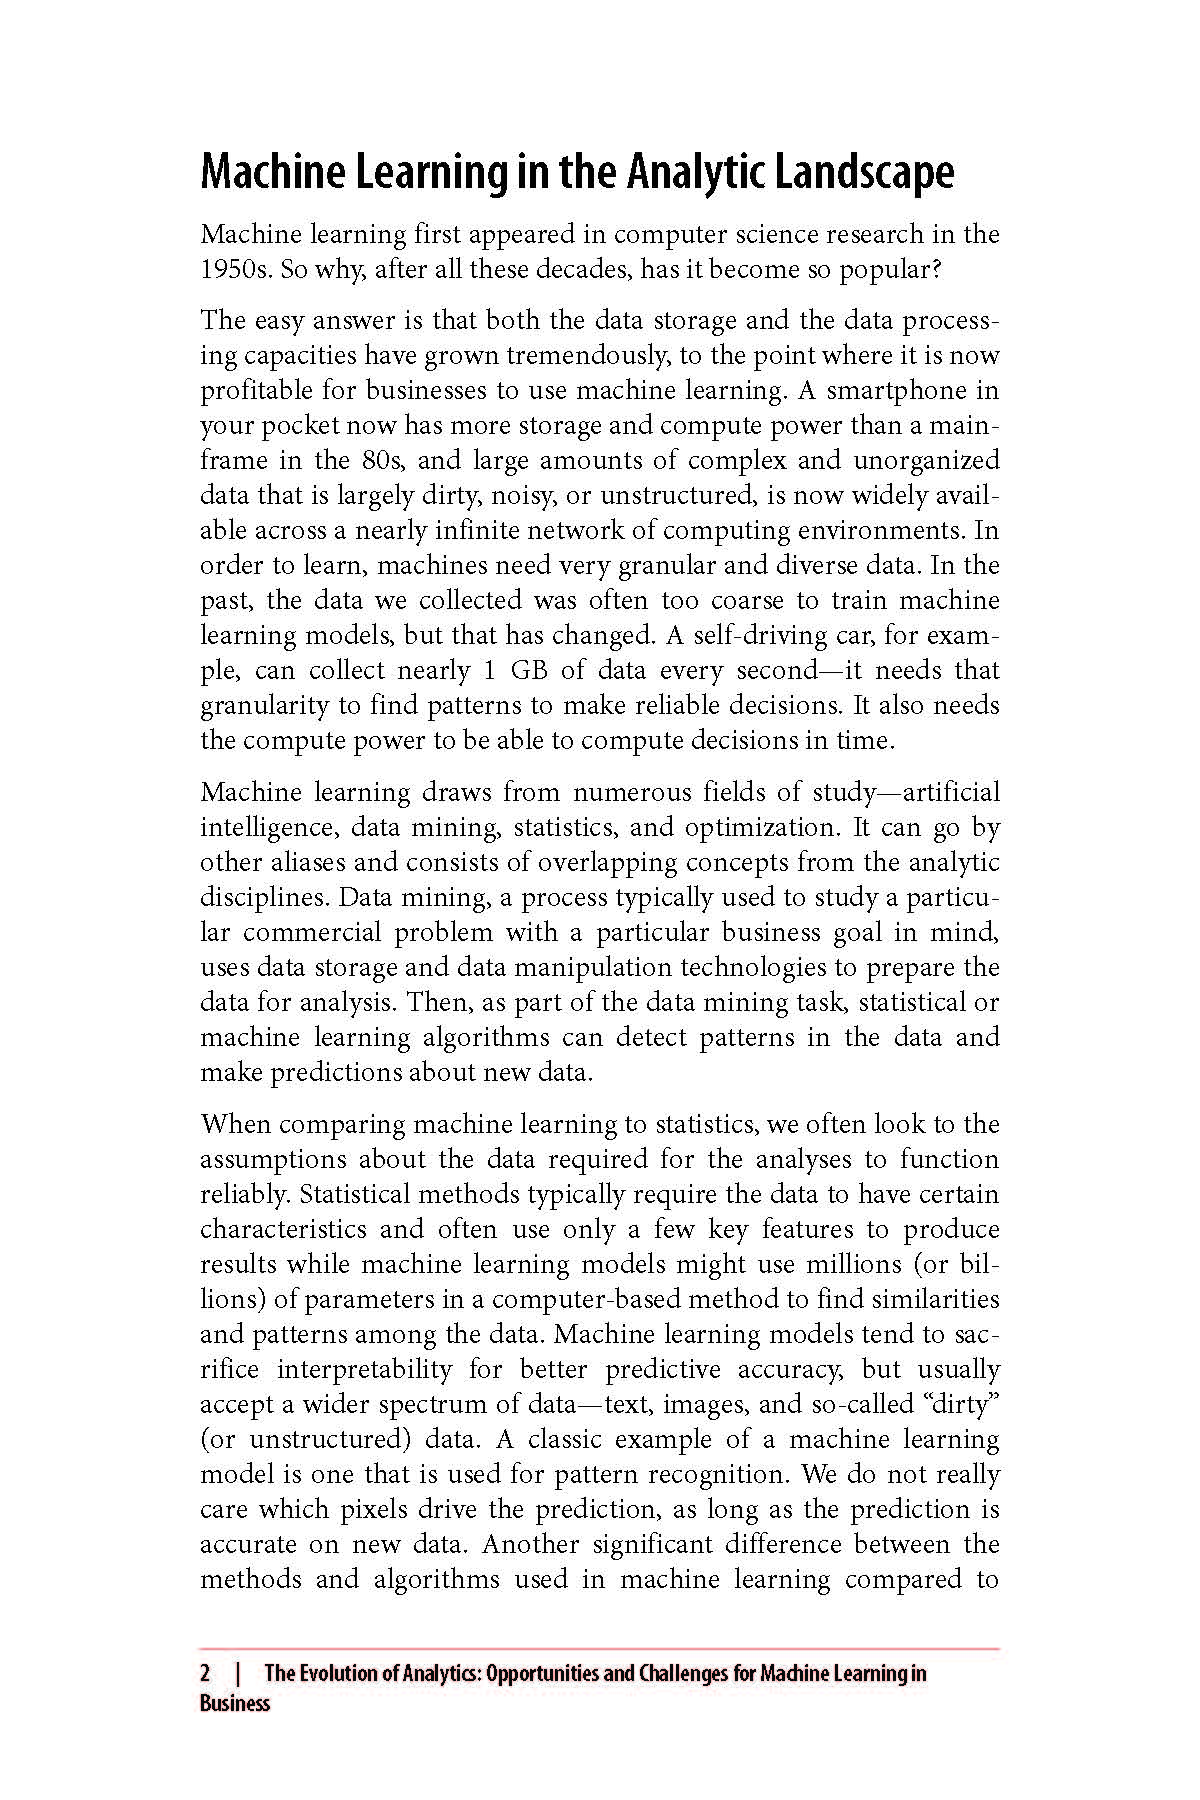 Machine Learning in the Analytic Landscape
Machine learning first appeared in computer science research in the
1950s. So why, after all these decades, has it become so popular?
The easy answer is that both the data storage and the data process-
ing capacities have grown tremendously, to the point where it is now
profitable for businesses to use machine learning. A smartphone in
your pocket now has more storage and compute power than a main-
frame in the 80s, and large amounts of complex and unorganized
data that is largely dirty, noisy, or unstructured, is now widely avail-
able across a nearly infinite network of computing environments. In
order to learn, machines need very granular and diverse data. In the
past, the data we collected was often too coarse to train machine
learning models, but that has changed. A self-driving car, for exam-
ple, can collect nearly 1 GB of data every second—it needs that
granularity to find patterns to make reliable decisions. It also needs
the compute power to be able to compute decisions in time.
Machine learning draws from numerous fields of study—artificial
intelligence, data mining, statistics, and optimization. It can go by
other aliases and consists of overlapping concepts from the analytic
disciplines. Data mining, a process typically used to study a particu-
lar commercial problem with a particular business goal in mind,
uses data storage and data manipulation technologies to prepare the
data for analysis. Then, as part of the data mining task, statistical or
machine learning algorithms can detect patterns in the data and
make predictions about new data.
When comparing machine learning to statistics, we often look to the
assumptions about the data required for the analyses to function
reliably. Statistical methods typically require the data to have certain
characteristics and often use only a few key features to produce
results while machine learning models might use millions (or bil-
lions) of parameters in a computer-based method to find similarities
and patterns among the data. Machine learning models tend to sac-
rifice interpretability for better predictive accuracy, but usually
accept a wider spectrum of data—text, images, and so-called “dirty”
(or unstructured) data. A classic example of a machine learning
model is one that is used for pattern recognition. We do not really
care which pixels drive the prediction, as long as the prediction is
accurate on new data. Another significant difference between the
methods and algorithms used in machine learning compared to
2 | The Evolution of Analytics: Opportunities and Challenges for Machine Learning in
Business